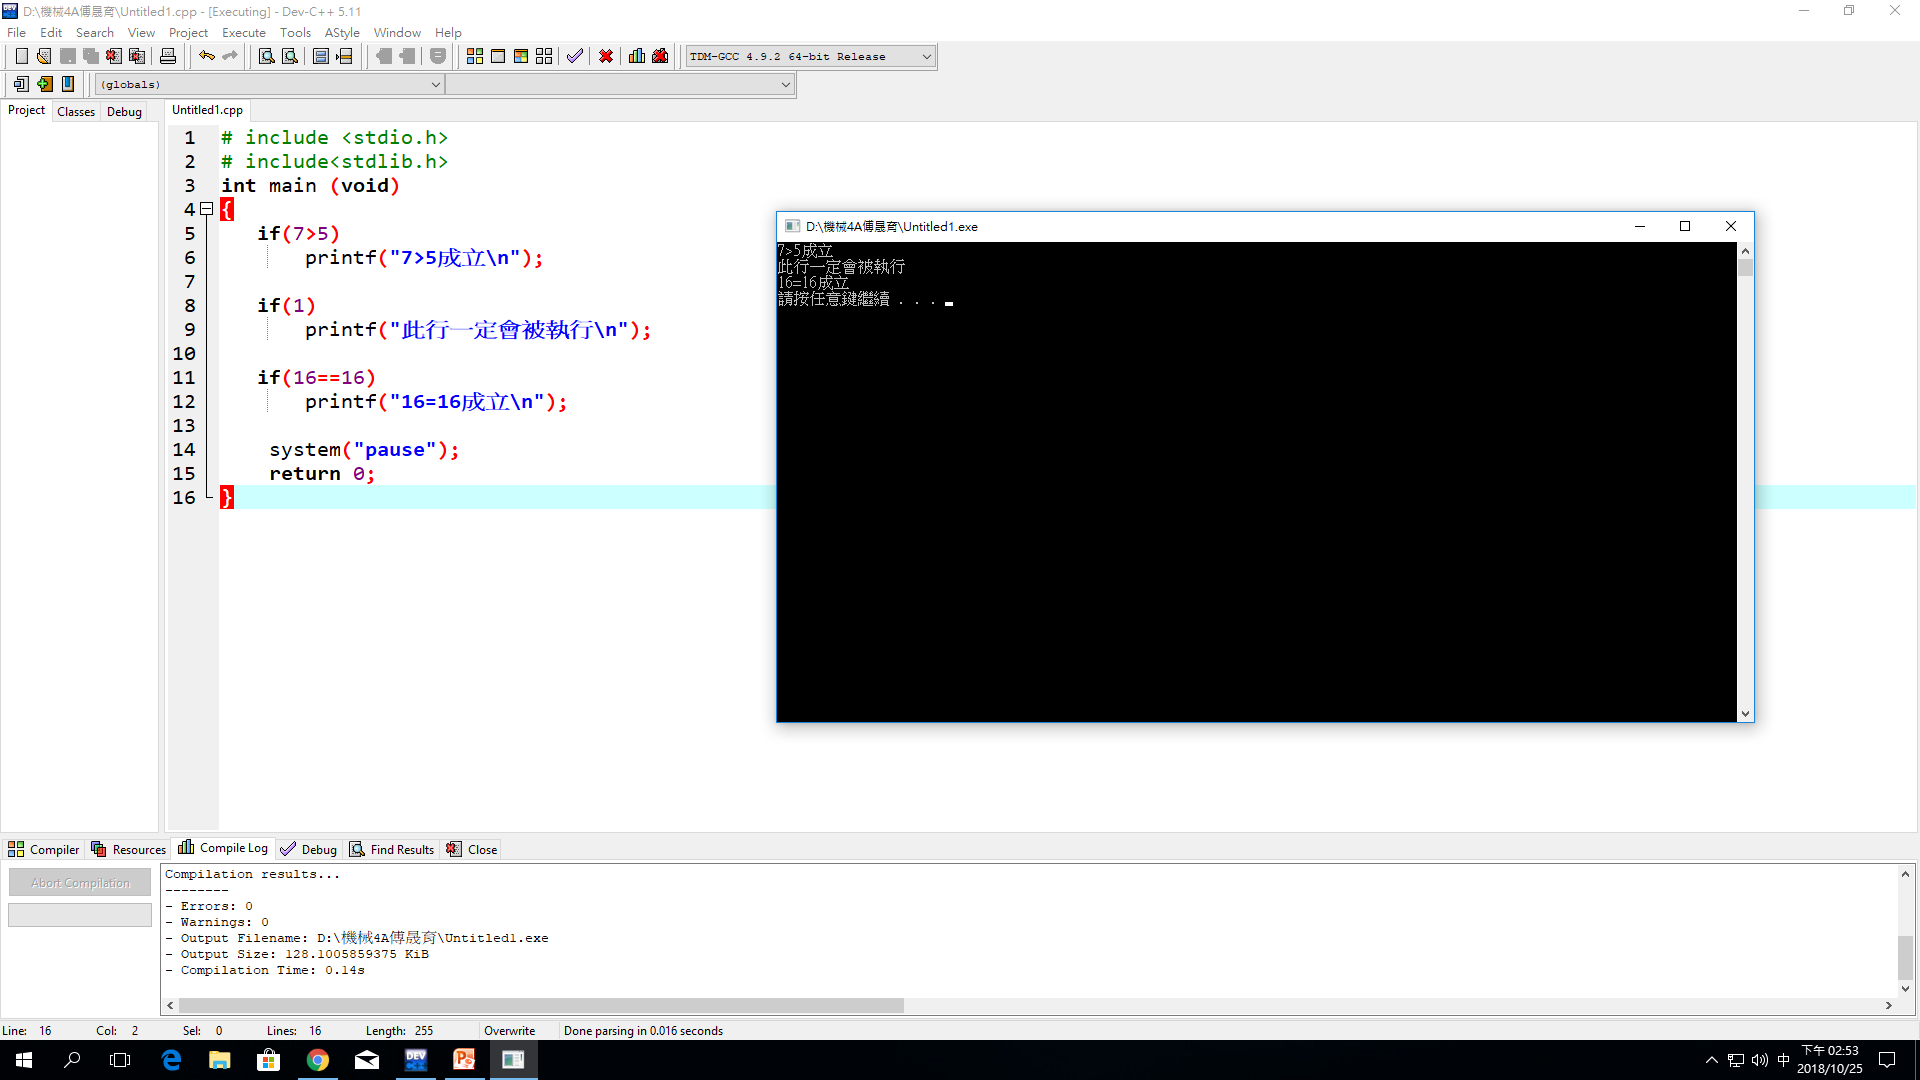 D:\機械4A傅晟育\Untitled1.cpp - [Executing] - Dev-C++ 5.11
File Edit Search View Project Execute Tools AStyle Window Help
TDM-GCC 4.9.2 64-bit Release
(globals)
Project Classes Debug
Untitled1.cpp
1 # include <stdio.h>
2 # include<stdlib.h>
3 int main (void)
4 {
5 if(7>5)
6 printf("7>5成立\n");
7
8 if(1)
9 printf("此行一定會被執行\n");
10
11 if(16==16)
12 printf("16=16成立\n");
13
14 system("pause");
15 return 0;
16 }
D:\機械4A傅晟育\Untitled1.exe
7>5成立
此行一定會被執行
16=16成立
請按任意鍵繼續 . . .
Compiler Resources Compile Log Debug Find Results Close
Abort Compilation
Compilation results...
--------
- Errors: 0
- Warnings: 0
- Output Filename: D:\機械4A傅晟育\Untitled1.exe
- Output Size: 128.1005859375 KiB
- Compilation Time: 0.14s
Line: 16 Col: 2 Sel: 0 Lines: 16 Length: 255 Overwrite Done parsing in 0.016 seconds
中
下午 02:53
2018/10/25